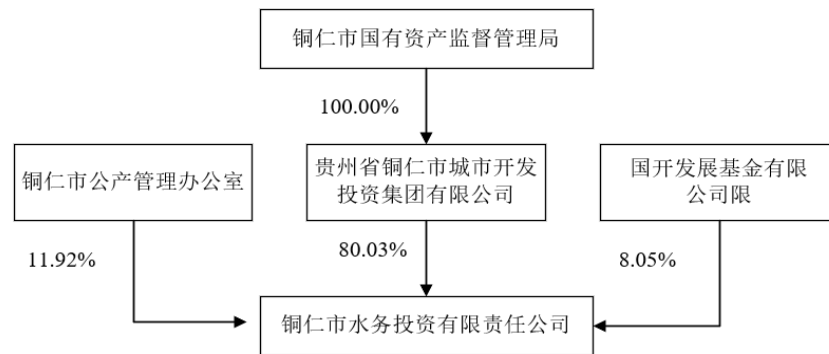 铜仁市国有资产监督管理局
100.00%
铜仁市公产管理办公室
贵州省铜仁市城市开发
投资集团有限公司
国开发展基金有限
公司限
11.92%
80.03%
8.05%
铜仁市水务投资有限责任公司